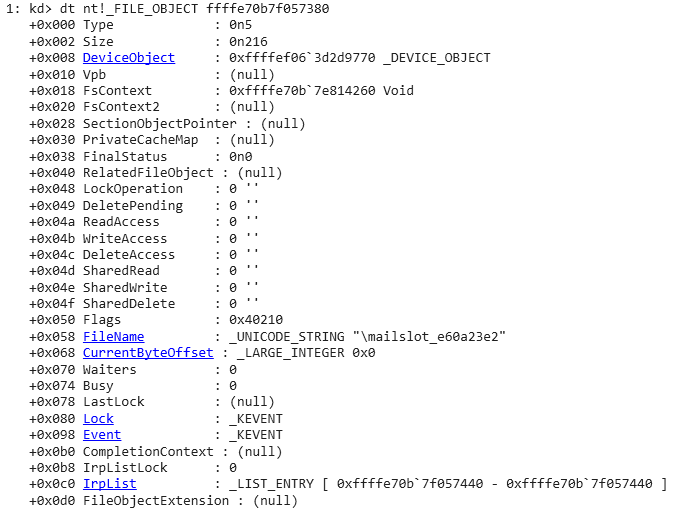 1: kd> dt nt!_FILE_OBJECT ffffe70b7f057380
+0x000 Type : 0n5
+0x002 Size : 0n216
+0x008 DeviceObject : 0xffffef06`3d2d9770 _DEVICE_OBJECT
+0x010 Vpb : (null)
+0x018 FsContext : 0xffffe70b`7e814260 Void
+0x020 FsContext2 : (null)
+0x028 SectionObjectPointer : (null)
+0x030 PrivateCacheMap : (null)
+0x038 FinalStatus : 0n0
+0x040 RelatedFileObject : (null)
+0x048 LockOperation : 0 ''
+0x049 DeletePending : 0 ''
+0x04a ReadAccess : 0 ''
+0x04b WriteAccess : 0 ''
+0x04c DeleteAccess : 0 ''
+0x04d SharedRead : 0 ''
+0x04e SharedWrite : 0 ''
+0x04f SharedDelete : 0 ''
+0x050 Flags : 0x40210
+0x058 FileName : _UNICODE_STRING "\mailslot_e60a23e2"
+0x068 CurrentByteOffset : _LARGE_INTEGER 0x0
+0x070 Waiters : 0
+0x074 Busy : 0
+0x078 LastLock : (null)
+0x080 Lock : _KEVENT
+0x098 Event : _KEVENT
+0x0b0 CompletionContext : (null)
+0x0b8 IrpListLock : 0
+0x0c0 IrpList : _LIST_ENTRY [ 0xffffe70b`7f057440 - 0xffffe70b`7f057440 ]
+0x0d0 FileObjectExtension : (null)